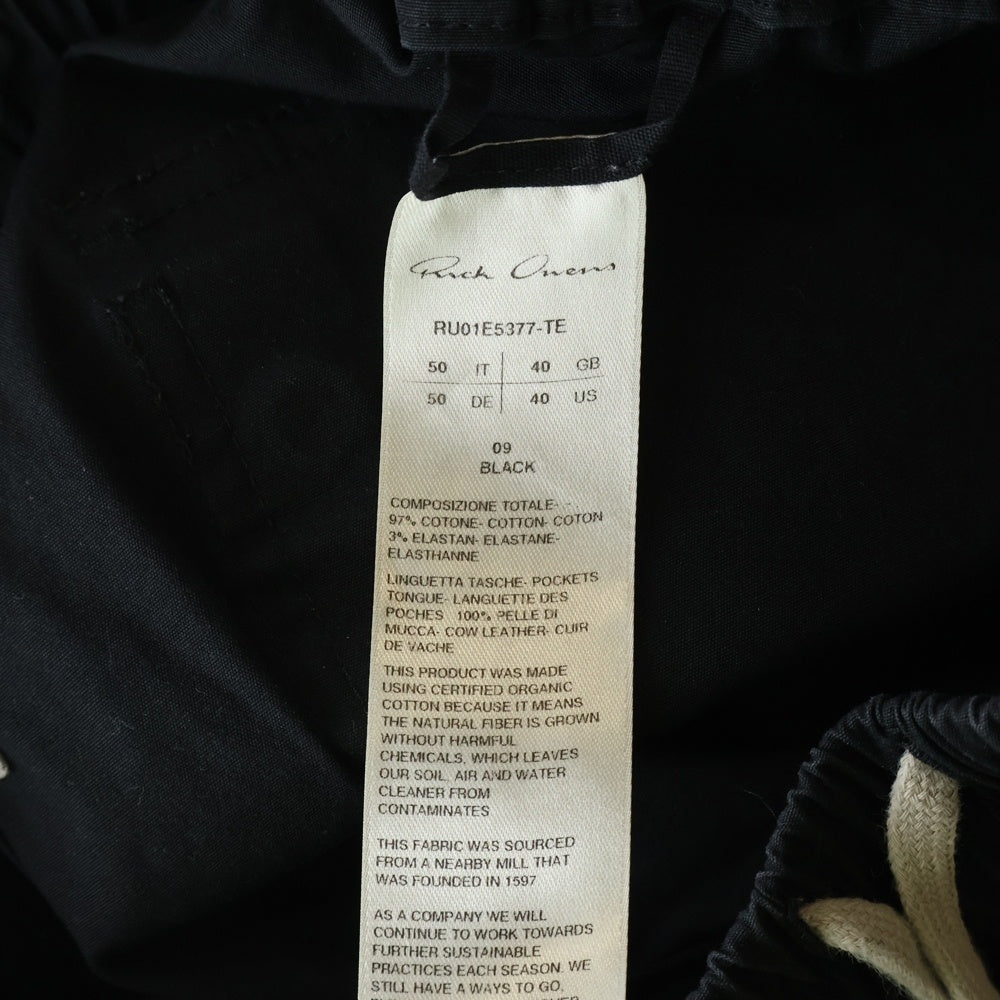 Rick Owens
RU01E5377-TE
50 IT 40 GB
50 DE 40 US
09
BLACK
COMPOSIZIONE TOTALE- -
97% COTONE- COTTON- COTON
3% ELASTAN- ELASTANE-
ELASTHANNE
LINGUETTA TASCHE- POCKETS
TONGUE- LANGUETTE DES
POCHES 100% PELLE DI
MUCCA- COW LEATHER- CUIR
DE VACHE
THIS PRODUCT WAS MADE
USING CERTIFIED ORGANIC
COTTON BECAUSE IT MEANS
THE NATURAL FIBER IS GROWN
WITHOUT HARMFUL
CHEMICALS, WHICH LEAVES
OUR SOIL, AIR AND WATER
CLEANER FROM
CONTAMINATES
THIS FABRIC WAS SOURCED
FROM A NEARBY MILL THAT
WAS FOUNDED IN 1597
AS A COMPANY WE WILL
CONTINUE TO WORK TOWARDS
FURTHER SUSTAINABLE
PRACTICES EACH SEASON. WE
STILL HAVE A WAYS TO GO,